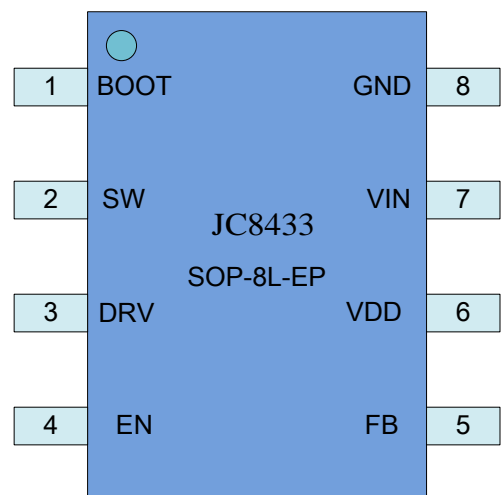 1 BOOT GND 8
2 SW VIN 7
JC8433
SOP-8L-EP
3 DRV VDD 6
4 EN FB 5